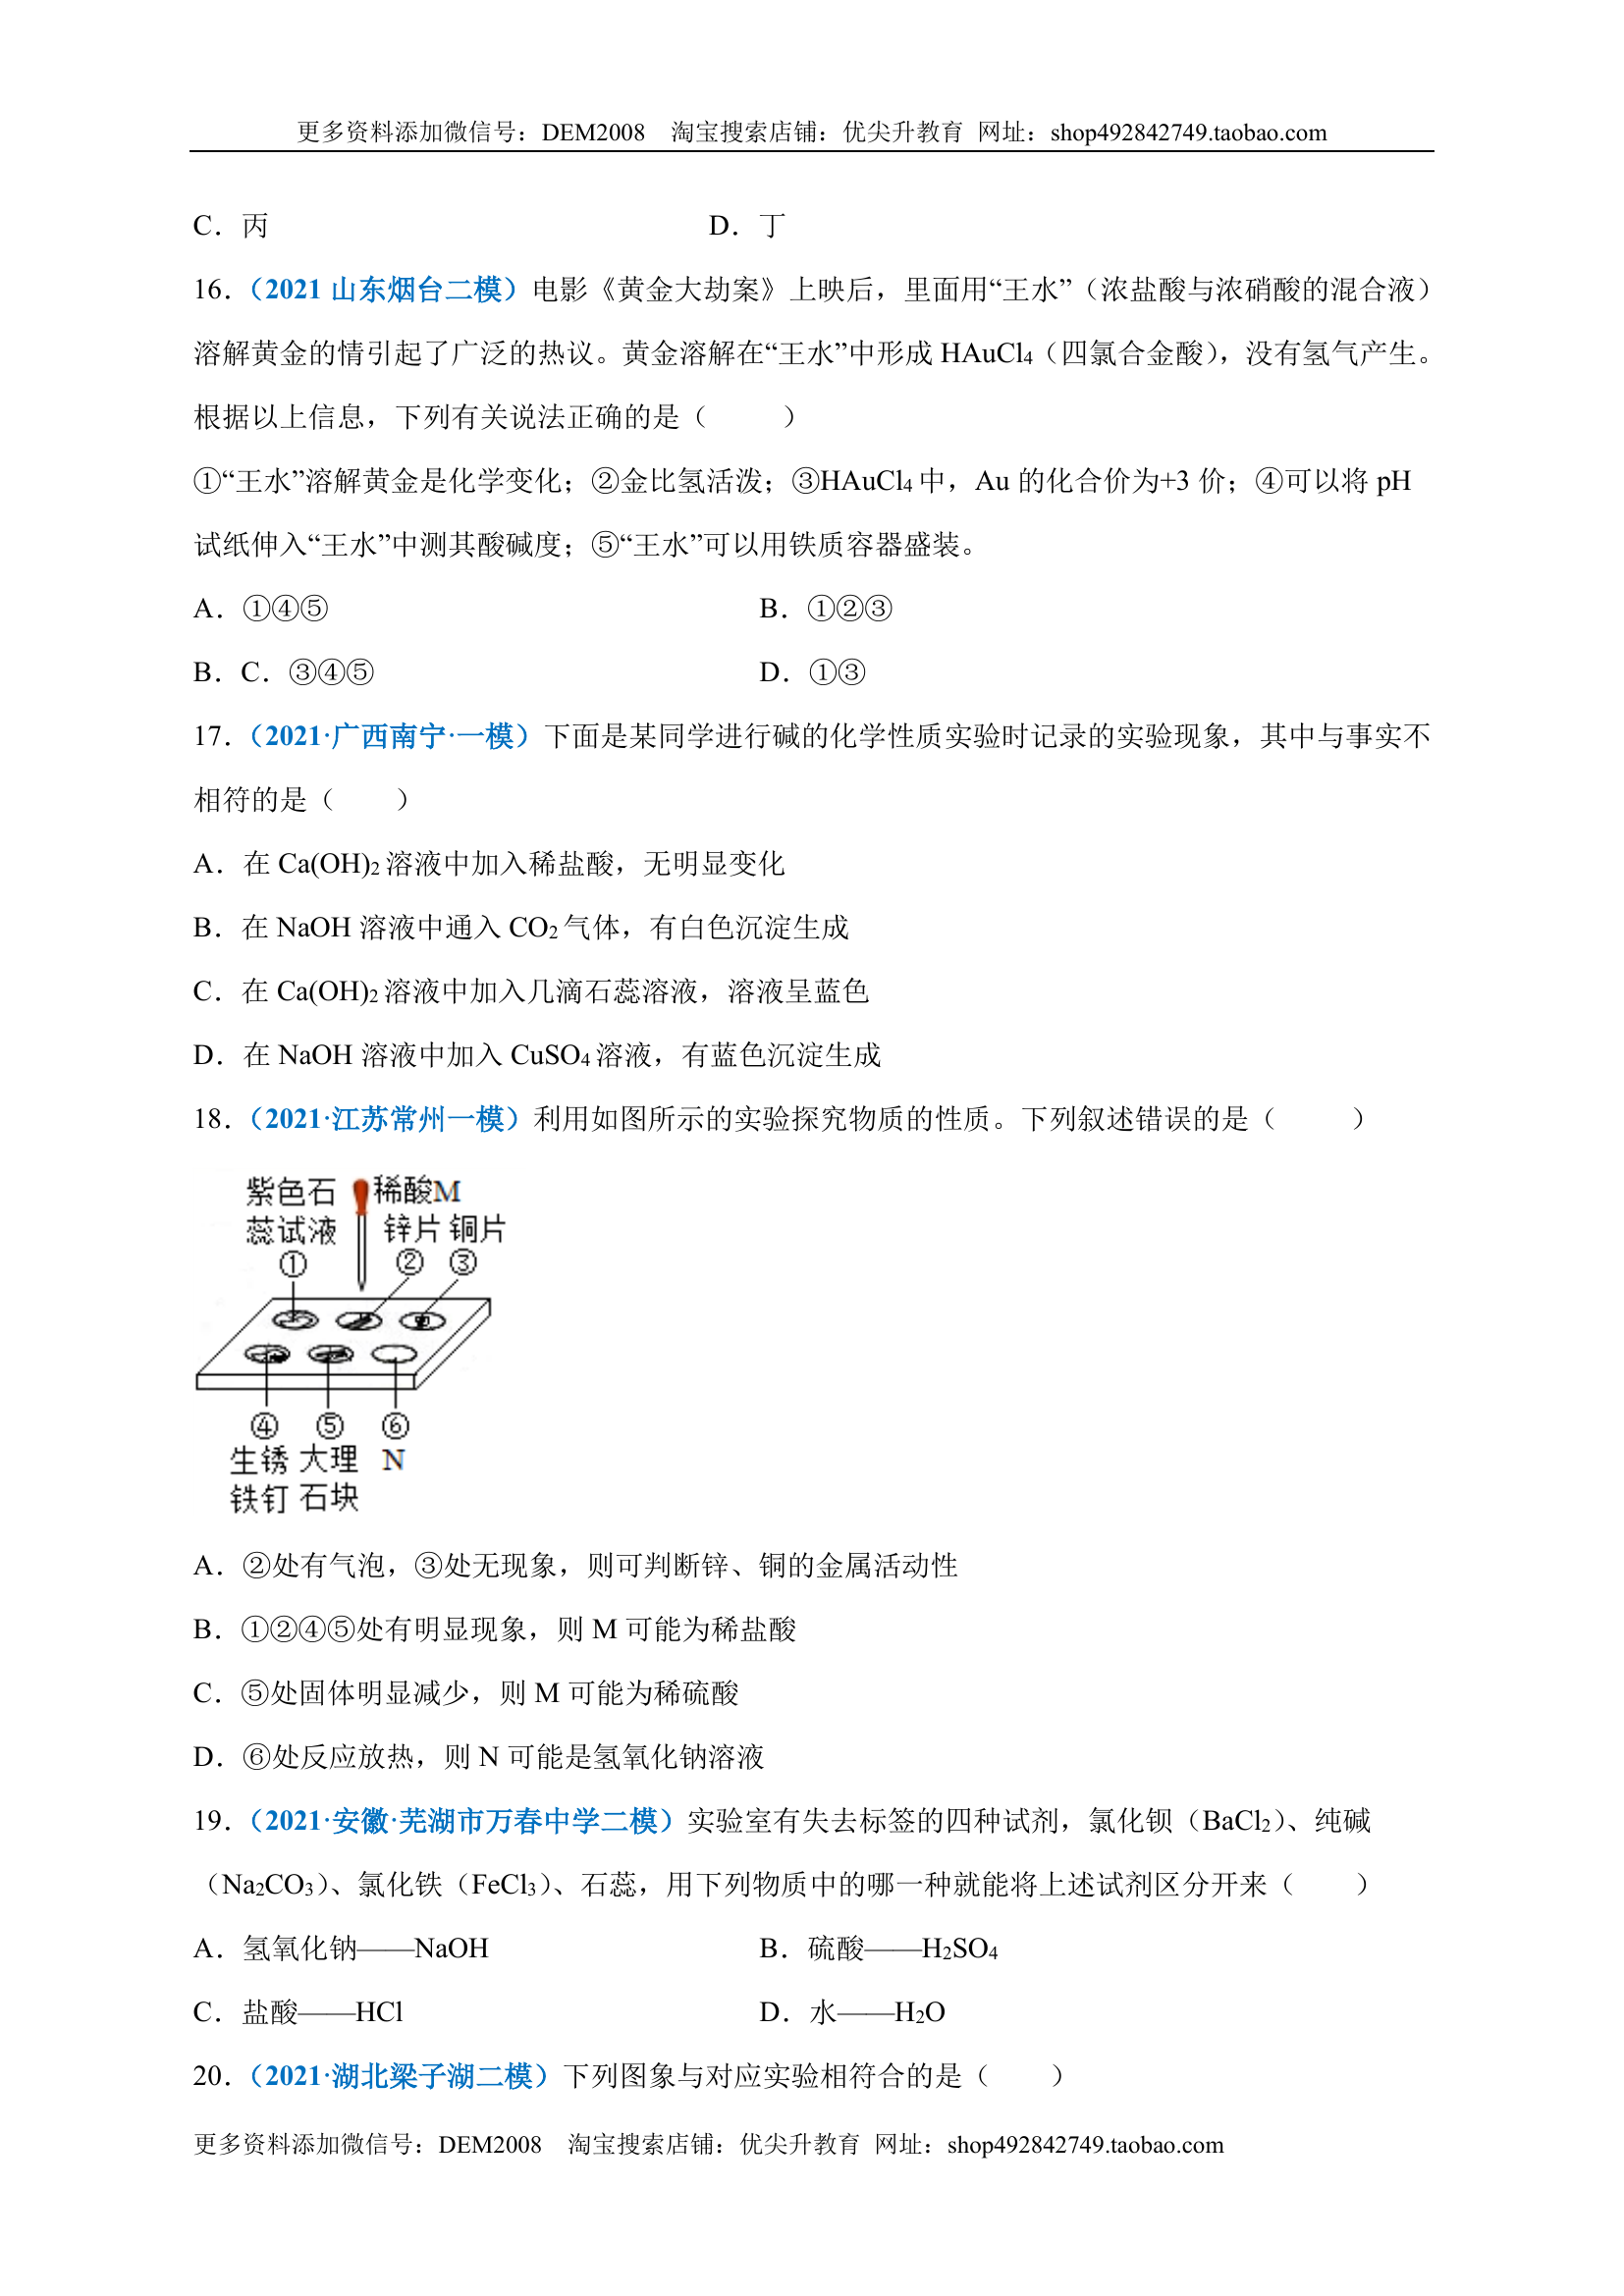 更多资料添加微信号：DEM2008　淘宝搜索店铺：优尖升教育 网址：shop492842749.taobao.com
C．丙　　D．丁
16.（2021 山东烟台二模）电影《黄金大劫案》上映后，里面用“王水”（浓盐酸与浓硝酸的混合液）
溶解黄金的情引起了广泛的热议。黄金溶解在“王水”中形成 HAuCl4（四氯合金酸），没有氢气产生。
根据以上信息，下列有关说法正确的是（　　）
①“王水”溶解黄金是化学变化；②金比氢活泼；③HAuCl4 中，Au 的化合价为+3 价；④可以将 pH
试纸伸入“王水”中测其酸碱度；⑤“王水”可以用铁质容器盛装。
A．①④⑤　　B．①②③
B．C．③④⑤　　D．①③
17.（2021·广西南宁·一模）下面是某同学进行碱的化学性质实验时记录的实验现象，其中与事实不
相符的是（　　）
A．在 Ca(OH)2 溶液中加入稀盐酸，无明显变化
B．在 NaOH 溶液中通入 CO2 气体，有白色沉淀生成
C．在 Ca(OH)2 溶液中加入几滴石蕊溶液，溶液呈蓝色
D．在 NaOH 溶液中加入 CuSO4 溶液，有蓝色沉淀生成
18.（2021·江苏常州一模）利用如图所示的实验探究物质的性质。下列叙述错误的是（　　）
紫色石 稀酸M
蕊试液 锌片 铜片
① ② ③
④ ⑤ ⑥
生锈 大理 N
铁钉 石块
A．②处有气泡，③处无现象，则可判断锌、铜的金属活动性
B．①②④⑤处有明显现象，则 M 可能为稀盐酸
C．⑤处固体明显减少，则 M 可能为稀硫酸
D．⑥处反应放热，则 N 可能是氢氧化钠溶液
19.（2021·安徽·芜湖市万春中学二模）实验室有失去标签的四种试剂，氯化钡（BaCl2）、纯碱
（Na2CO3）、氯化铁（FeCl3）、石蕊，用下列物质中的哪一种就能将上述试剂区分开来（　　）
A．氢氧化钠——NaOH　　B．硫酸——H2SO4
C．盐酸——HCl　　D．水——H2O
20.（2021·湖北梁子湖二模）下列图象与对应实验相符合的是（　　）
更多资料添加微信号：DEM2008　淘宝搜索店铺：优尖升教育 网址：shop492842749.taobao.com